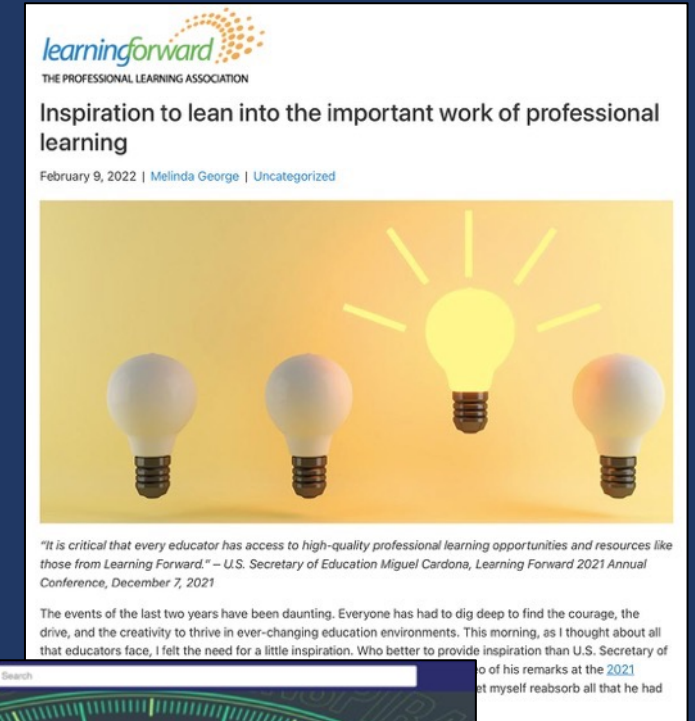 learningforward
THE PROFESSIONAL LEARNING ASSOCIATION
Inspiration to lean into the important work of professional
learning
February 9, 2022 | Melinda George | Uncategorized
"It is critical that every educator has access to high-quality professional learning opportunities and resources like
those from Learning Forward." – U.S. Secretary of Education Miguel Cardona, Learning Forward 2021 Annual
Conference, December 7, 2021
The events of the last two years have been daunting. Everyone has had to dig deep to find the courage, the
drive, and the creativity to thrive in ever-changing education environments. This morning, as I thought about all
that educators face, I felt the need for a little inspiration. Who better to provide inspiration than U.S. Secretary of
eo of his remarks at the 2021
et myself reabsorb all that he had
Search